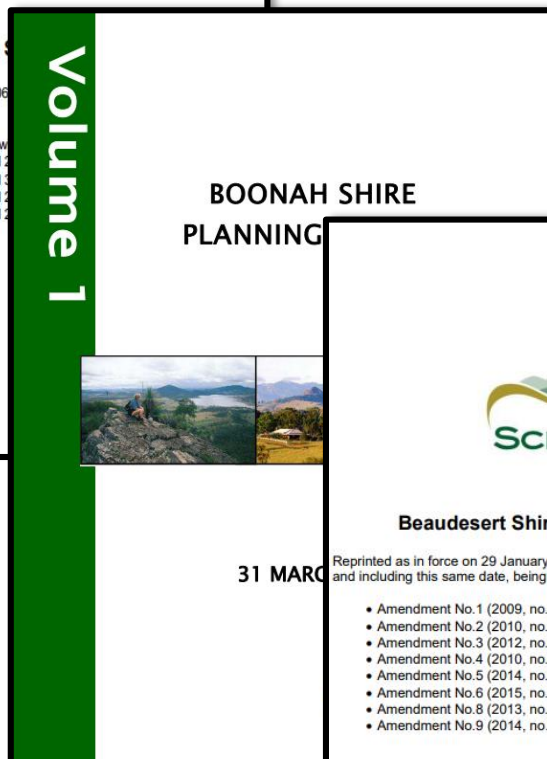 Volume 1
BOONAH SHIRE
PLANNING
31 MARC
Sc
Beaudesert Shir
Reprinted as in force on 29 January
and including this same date, being
• Amendment No.1 (2009, no.
• Amendment No.2 (2010, no.
• Amendment No.3 (2012, no.
• Amendment No.4 (2010, no.
• Amendment No.5 (2014, no.
• Amendment No.6 (2015, no.
• Amendment No.8 (2013, no.
• Amendment No.9 (2014, no.